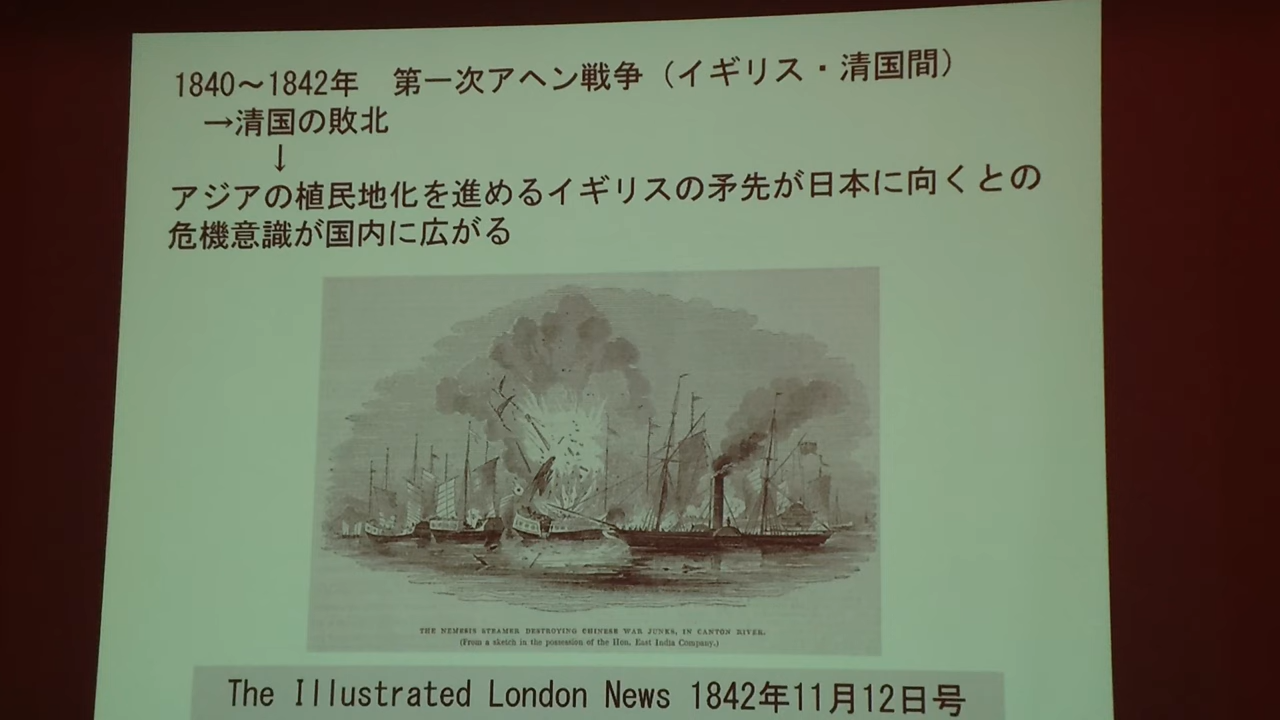 1840～1842年　第一次アヘン戦争（イギリス・清国間）
→清国の敗北
↓
アジアの植民地化を進めるイギリスの矛先が日本に向くとの
危機意識が国内に広がる
THE NEMESIS STEAMER DESTROYING CHINESE WAR JUNKS, IN CANTON RIVER.
(From a sketch in the possession of the Hon. East India Company.)
The Illustrated London News 1842年11月12日号